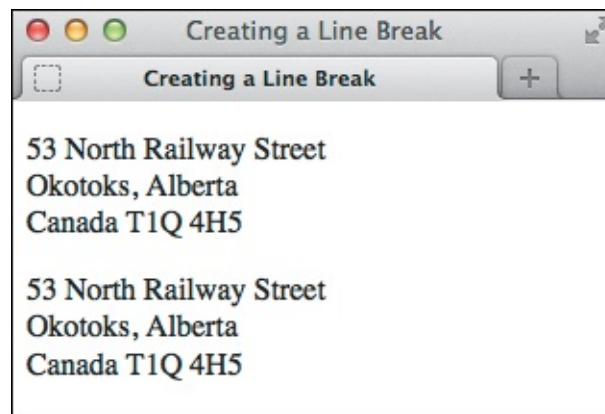 Creating a Line Break
Creating a Line Break
53 North Railway Street
Okotoks, Alberta
Canada T1Q 4H5
53 North Railway Street
Okotoks, Alberta
Canada T1Q 4H5